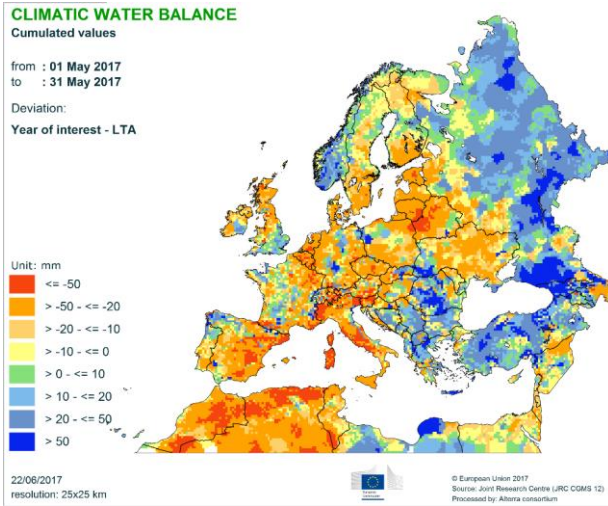 CLIMATIC WATER BALANCE
Cumulated values
from : 01 May 2017
to : 31 May 2017
Deviation:
Year of interest - LTA
Unit: mm
<= -50
> -50 - <= -20
> -20 - <= -10
> -10 - <= 0
> 0 - <= 10
> 10 - <= 20
> 20 - <= 50
> 50
22/06/2017
resolution: 25x25 km
© European Union 2017
Source: Joint Research Centre (JRC CGMS 12)
Processed by: Alterra consortium